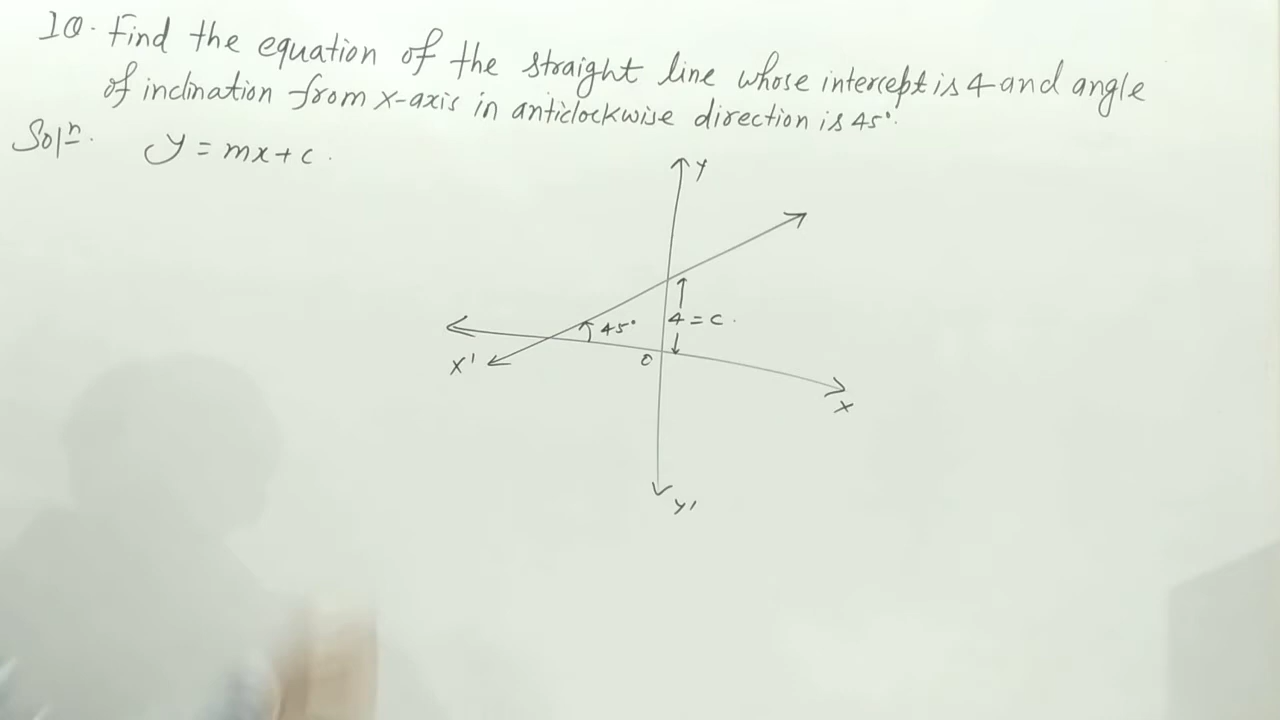 10. Find the equation of the straight line whose intercept is 4 and angle
of inclination from x-axis in anticlockwise direction is 45°.
Solⁿ. y = mx + c .
Y
45°
4 = c .
X'
O
X
Y'